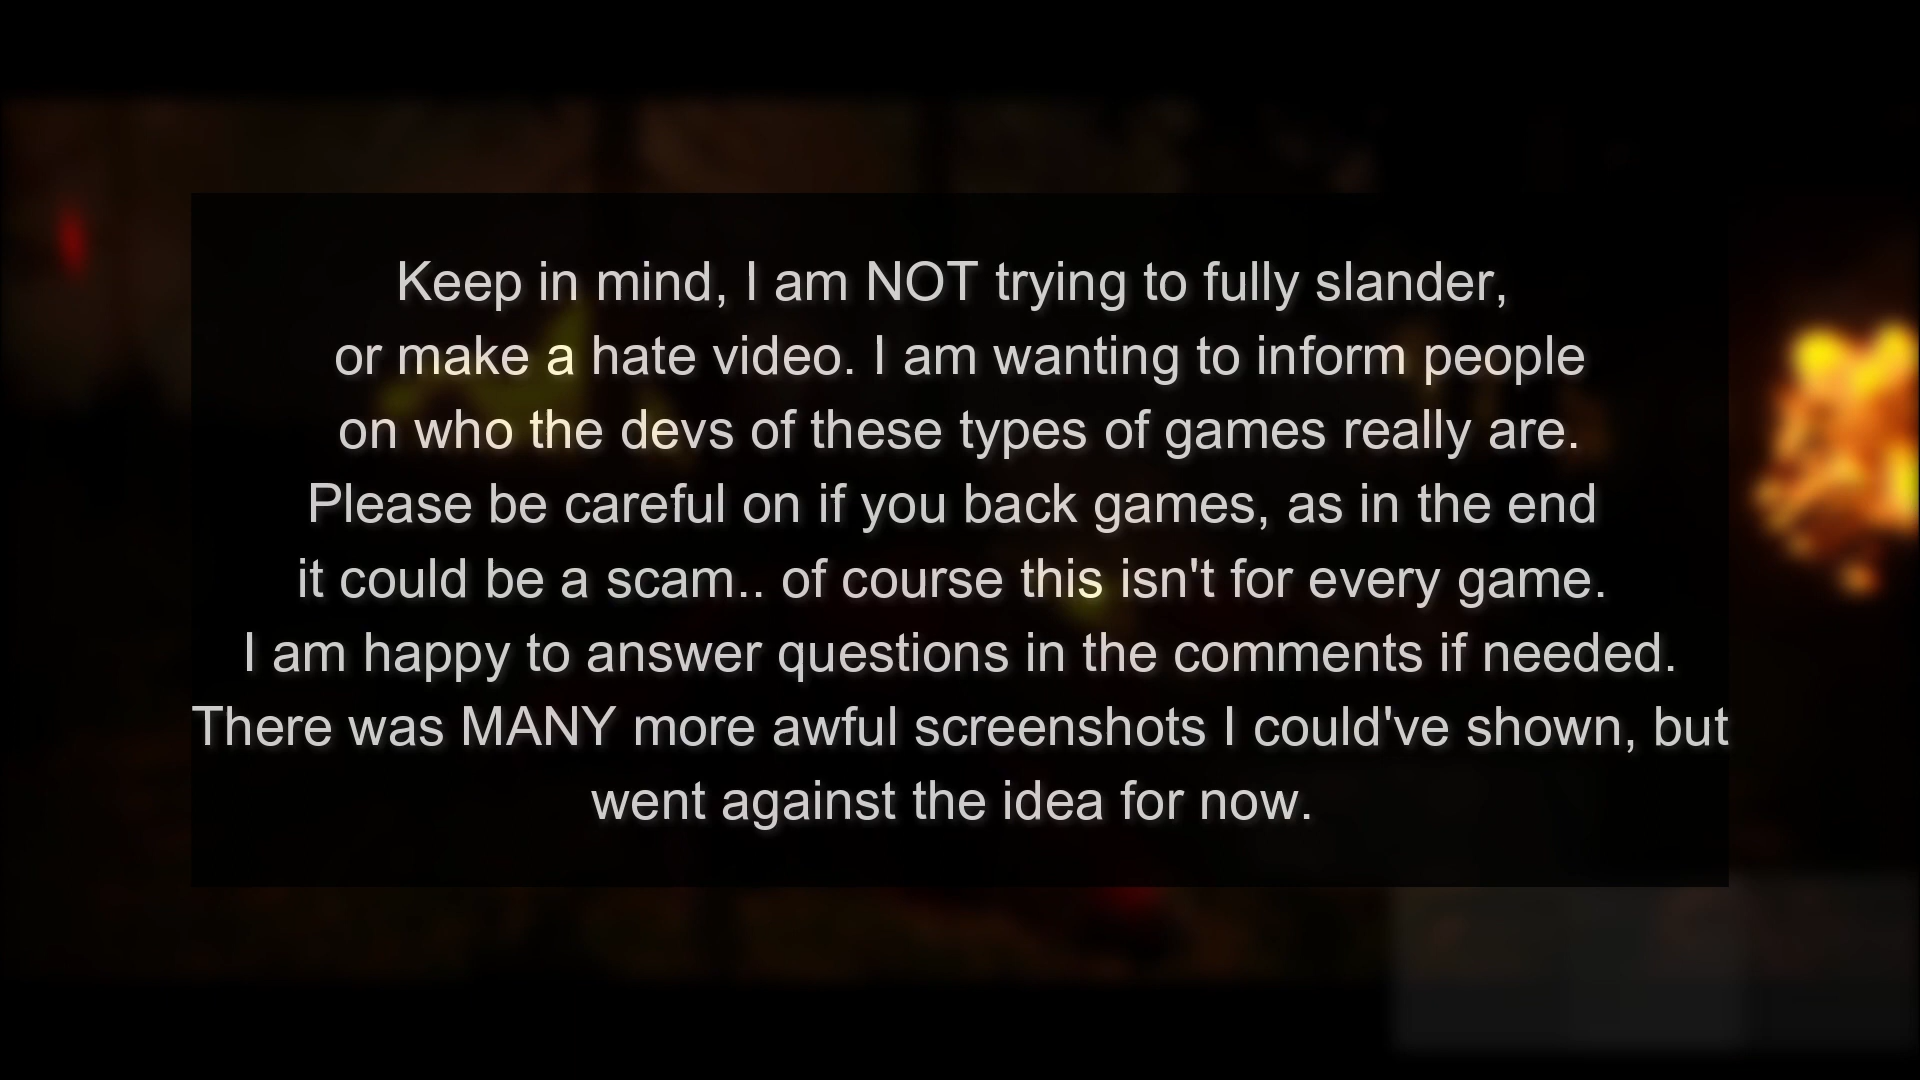 Keep in mind, I am NOT trying to fully slander,
or make a hate video. I am wanting to inform people
on who the devs of these types of games really are.
Please be careful on if you back games, as in the end
it could be a scam.. of course this isn't for every game.
I am happy to answer questions in the comments if needed.
There was MANY more awful screenshots I could've shown, but
went against the idea for now.